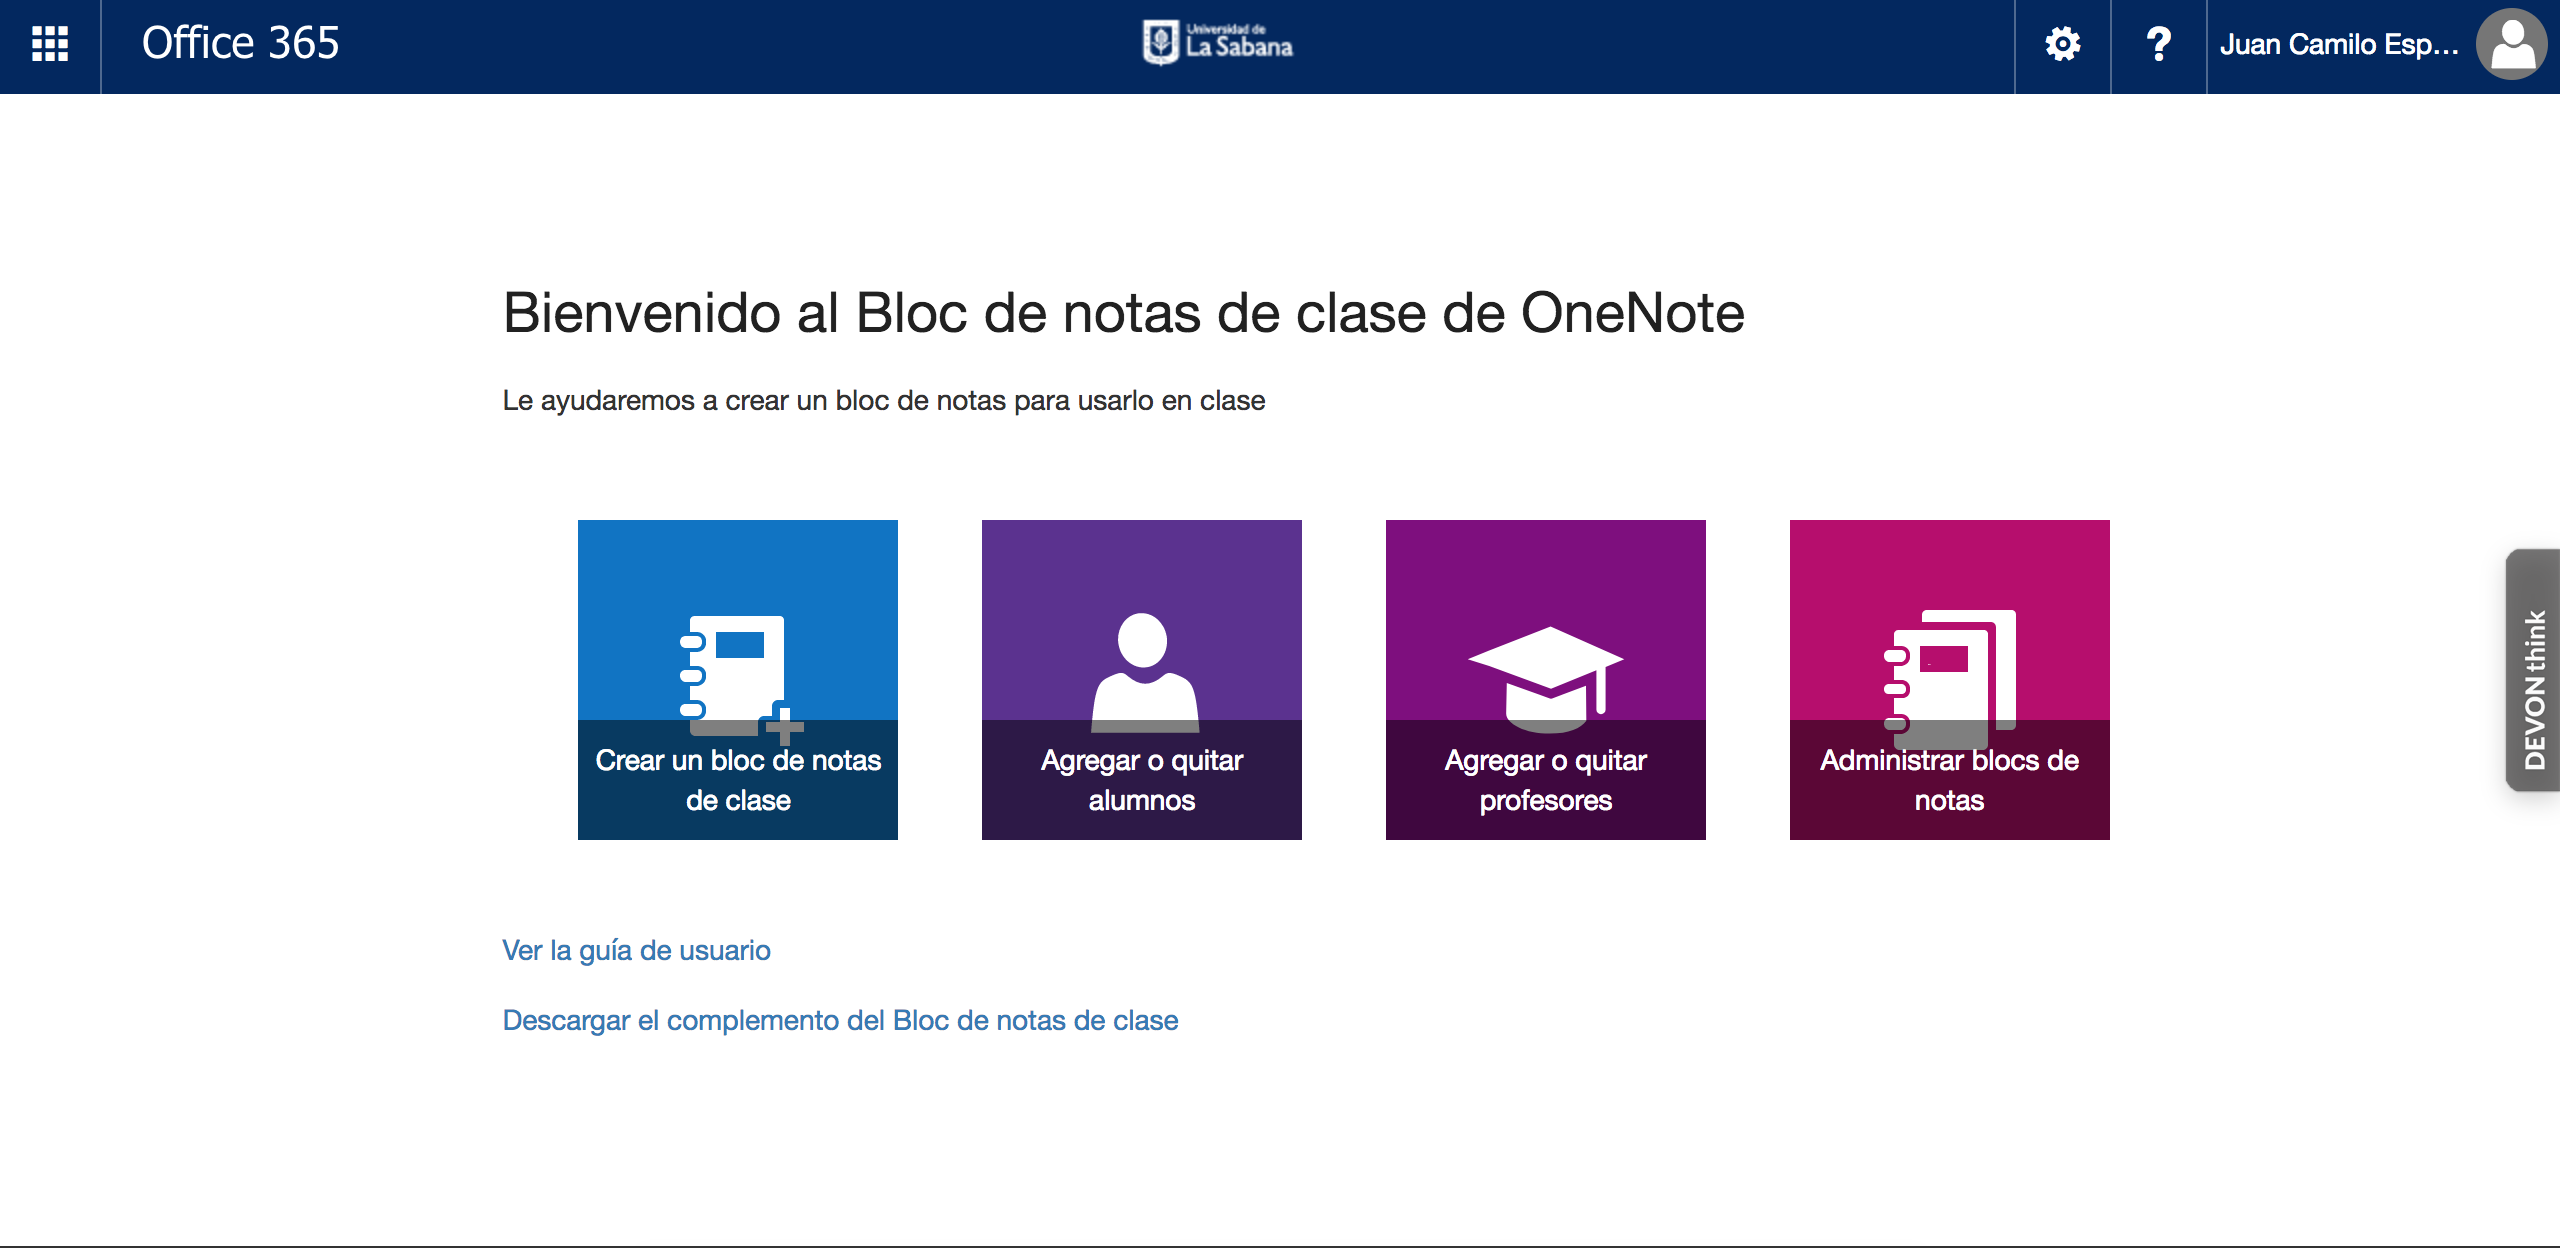 Office 365
Universidad de
La Sabana
?
Juan Camilo Esp...
Bienvenido al Bloc de notas de clase de OneNote
Le ayudaremos a crear un bloc de notas para usarlo en clase
Crear un bloc de notas
de clase
Agregar o quitar
alumnos
Agregar o quitar
profesores
Administrar blocs de
notas
DEVONthink
Ver la guía de usuario
Descargar el complemento del Bloc de notas de clase